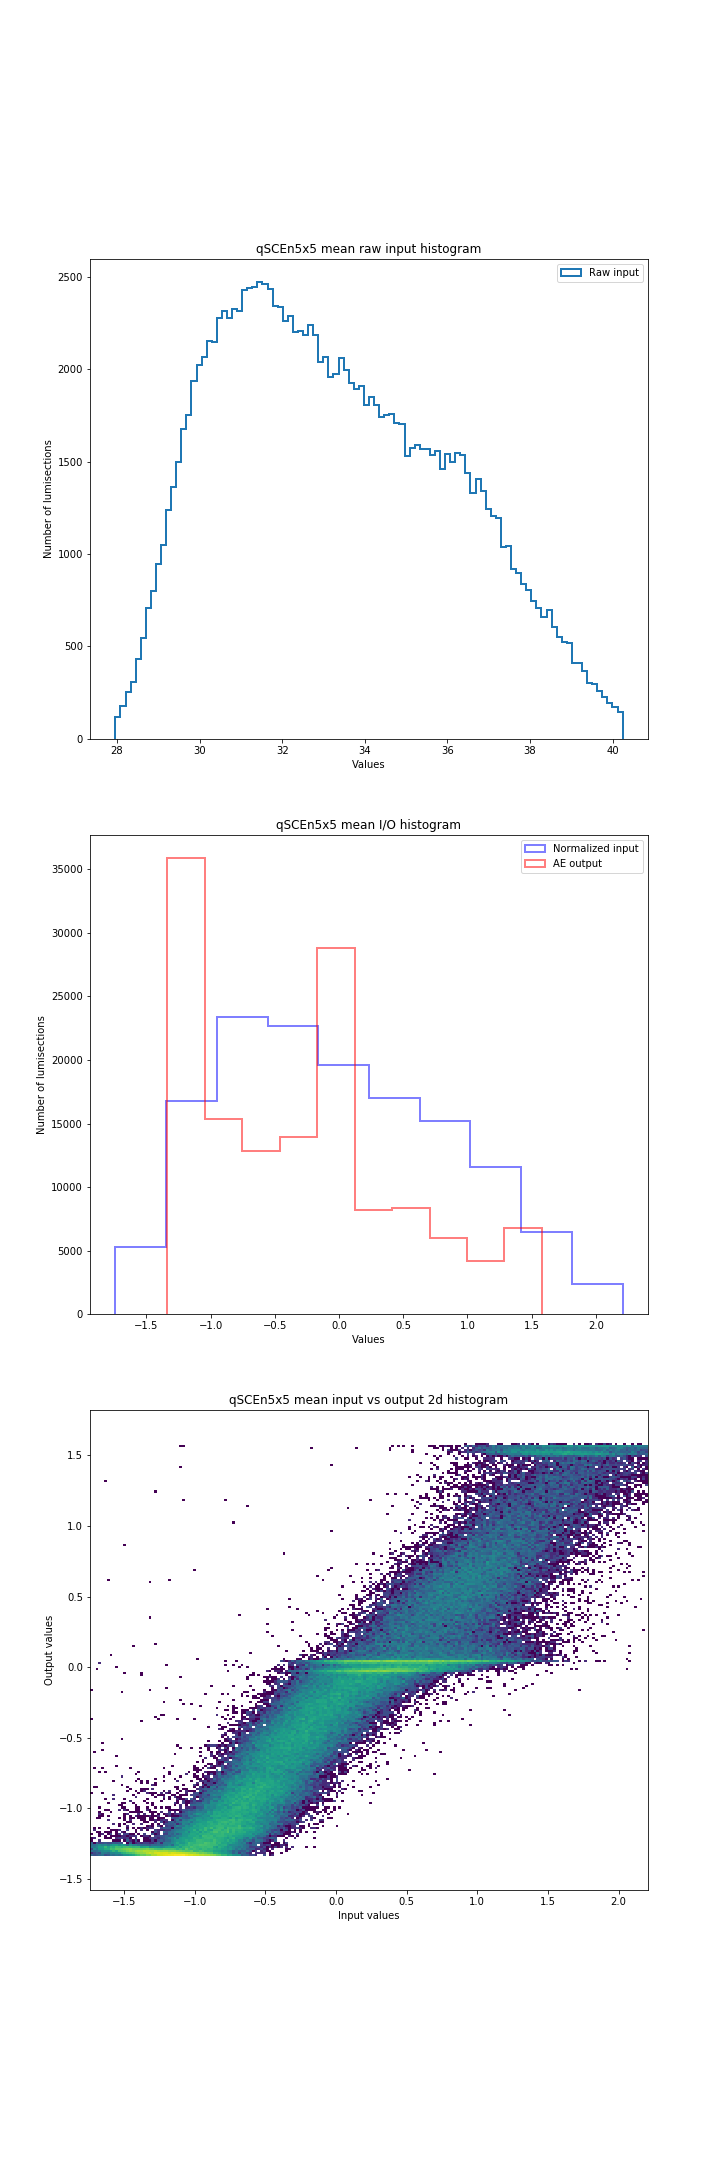 qSCEn5x5 mean raw input histogram
Raw input
2500
2000
1500
1000
500
0
Number of lumisections
28 30 32 34 36 38 40
Values
qSCEn5x5 mean I/O histogram
Normalized input
AE output
35000
30000
25000
20000
15000
10000
5000
0
Number of lumisections
−1.5 −1.0 −0.5 0.0 0.5 1.0 1.5 2.0
Values
qSCEn5x5 mean input vs output 2d histogram
1.5
1.0
0.5
0.0
−0.5
−1.0
−1.5
Output values
−1.5 −1.0 −0.5 0.0 0.5 1.0 1.5 2.0
Input values